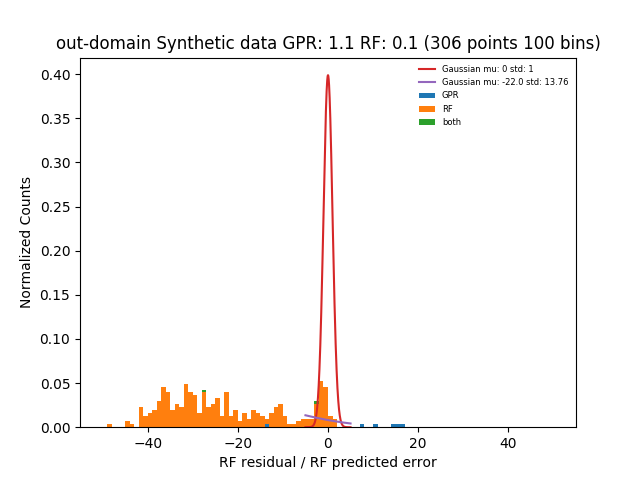 out-domain Synthetic data GPR: 1.1 RF: 0.1 (306 points 100 bins)
Gaussian mu: 0 std: 1
Gaussian mu: -22.0 std: 13.76
GPR
RF
both
0.40
0.35
0.30
0.25
0.20
0.15
0.10
0.05
0.00
Normalized Counts
−40
−20
0
20
40
RF residual / RF predicted error